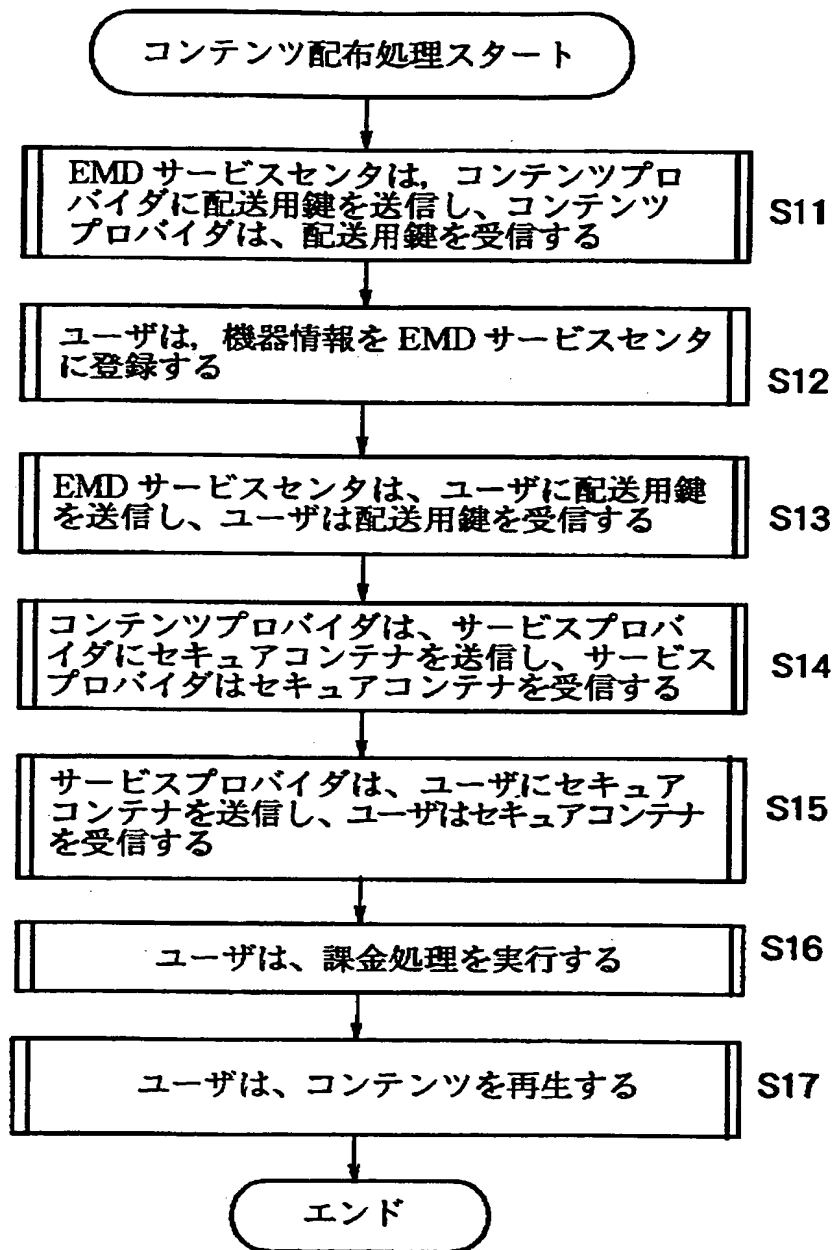 コンテンツ配布処理スタート
EMD サービスセンタは, コンテンツプロ
バイダに配送用鍵を送信し、コンテンツ
プロバイダは、配送用鍵を受信する
S11
ユーザは, 機器情報を EMD サービスセンタ
に登録する
S12
EMD サービスセンタは、ユーザに配送用鍵
を送信し、ユーザは配送用鍵を受信する
S13
コンテンツプロバイダは、サービスプロバ
イダにセキュアコンテナを送信し、サービス
プロバイダはセキュアコンテナを受信する
S14
サービスプロバイダは、ユーザにセキュア
コンテナを送信し、ユーザはセキュアコンテナ
を受信する
S15
ユーザは、課金処理を実行する
S16
ユーザは、コンテンツを再生する
S17
エンド